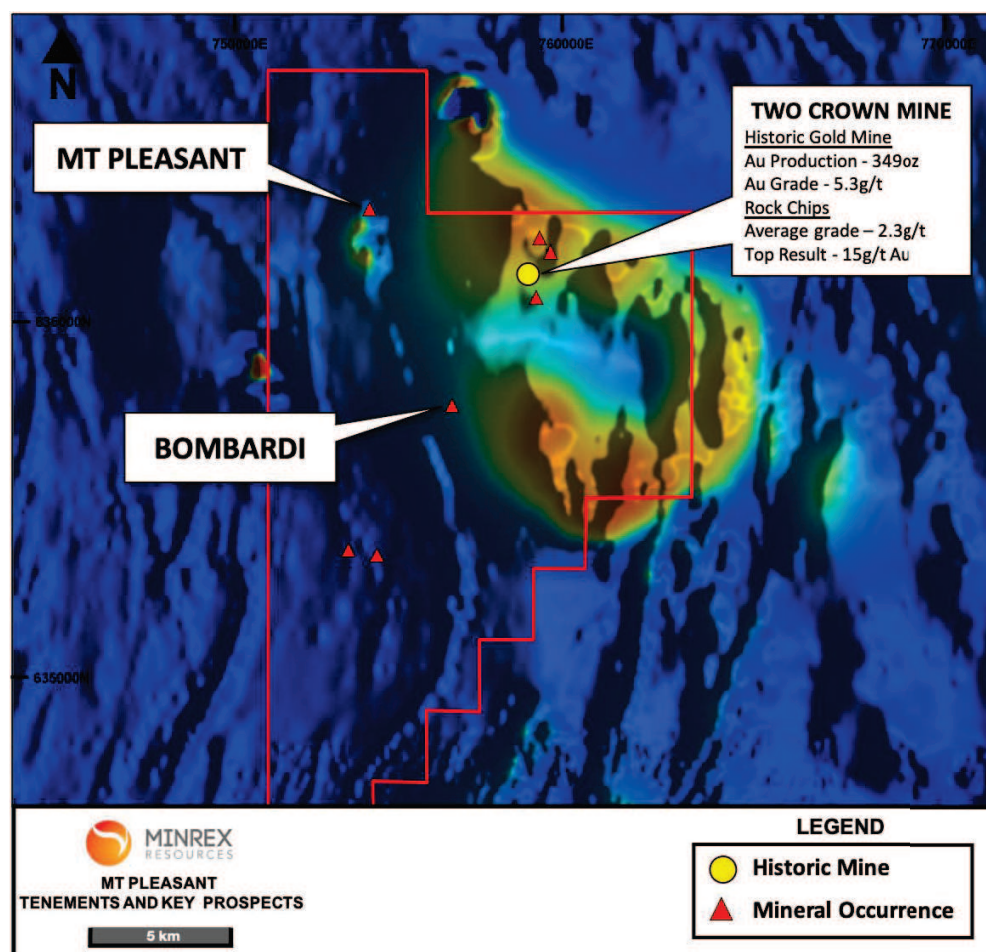 750000E
760000E
770000E
N
MT PLEASANT
TWO CROWN MINE
Historic Gold Mine
Au Production - 349oz
Au Grade - 5.3g/t
Rock Chips
Average grade – 2.3g/t
Top Result - 15g/t Au
635000N
BOMBARDI
635000N
MINREX
RESOURCES
MT PLEASANT
TENEMENTS AND KEY PROSPECTS
5 km
LEGEND
Historic Mine
Mineral Occurrence